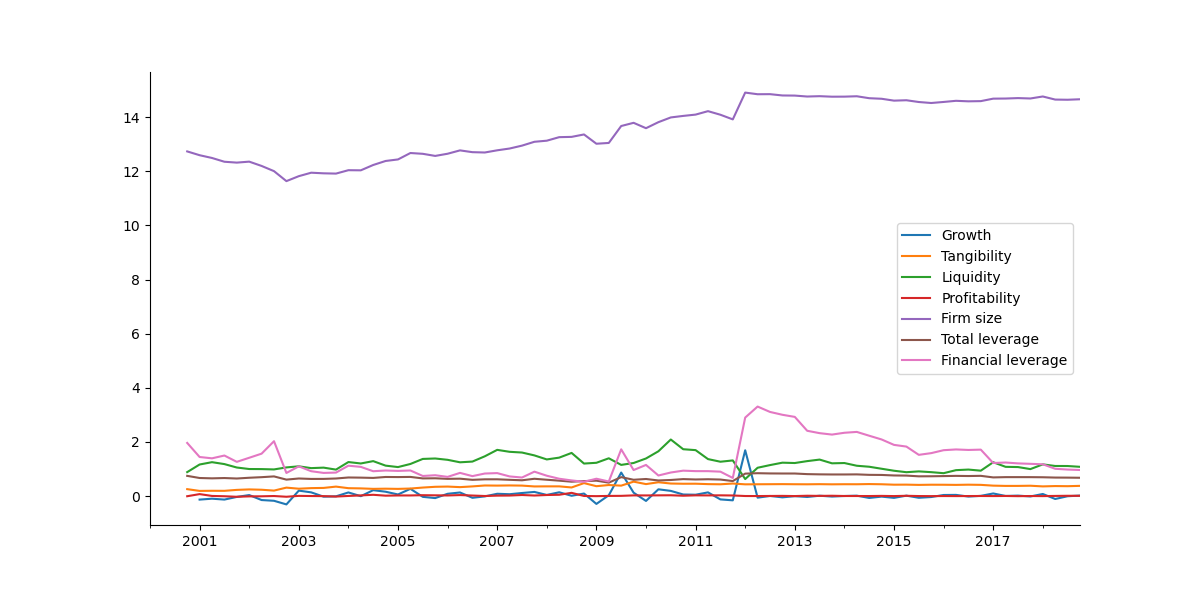 14
12
10
8
6
4
2
0
2001 2003 2005 2007 2009 2011 2013 2015 2017
Growth
Tangibility
Liquidity
Profitability
Firm size
Total leverage
Financial leverage